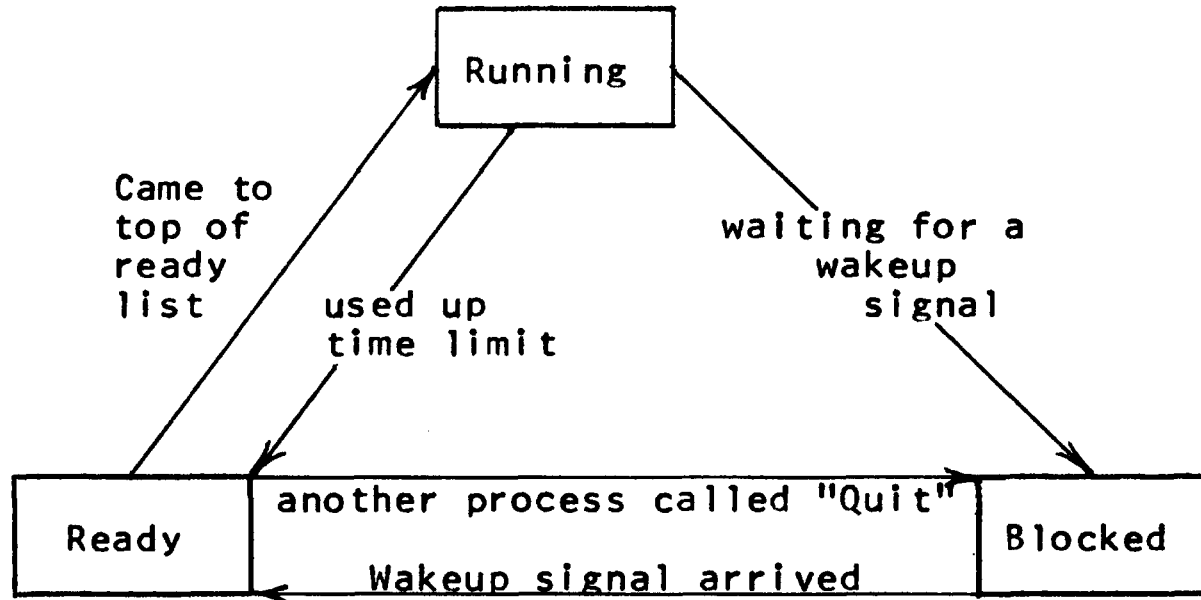 Running
Came to
top of
ready
list
used up
time limit
waiting for a
wakeup
signal
another process called "Quit"
Ready
Blocked
Wakeup signal arrived